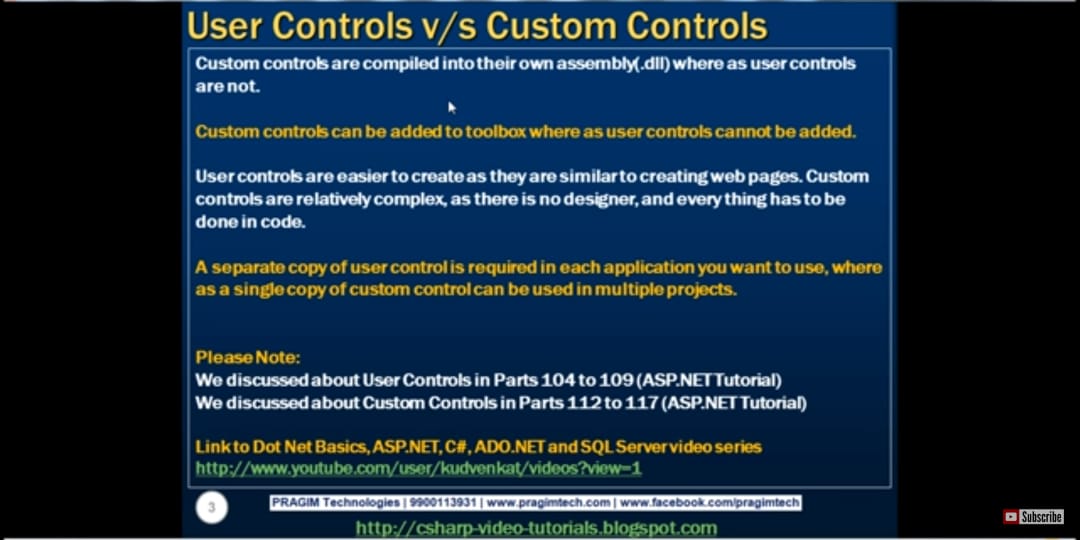 User Controls v/s Custom Controls
Custom controls are compiled into their own assembly(.dll) where as user controls
are not.
Custom controls can be added to toolbox where as user controls cannot be added.
User controls are easier to create as they are similar to creating web pages. Custom
controls are relatively complex, as there is no designer, and every thing has to be
done in code.
A separate copy of user control is required in each application you want to use, where
as a single copy of custom control can be used in multiple projects.
Please Note:
We discussed about User Controls in Parts 104 to 109 (ASP.NET Tutorial)
We discussed about Custom Controls in Parts 112 to 117 (ASP.NET Tutorial)
Link to Dot Net Basics, ASP.NET, C#, ADO.NET and SQL Server video series
http://www.youtube.com/user/kudvenkat/videos?view=1
3
PRAGIM Technologies | 9900113931 | www.pragimtech.com | www.facebook.com/pragimtech
Subscribe
http://csharp-video-tutorials.blogspot.com